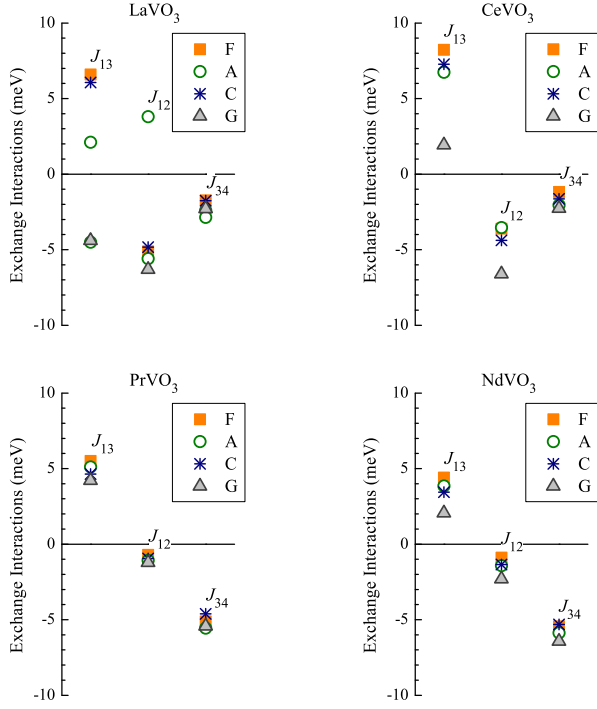 LaVO3
Exchange Interactions (meV)
10
5
0
-5
-10
J13
J12
J34
F
A
C
G
CeVO3
Exchange Interactions (meV)
10
5
0
-5
-10
J13
J12
J34
F
A
C
G
PrVO3
Exchange Interactions (meV)
10
5
0
-5
-10
J13
J12
J34
F
A
C
G
NdVO3
Exchange Interactions (meV)
10
5
0
-5
-10
J13
J12
J34
F
A
C
G